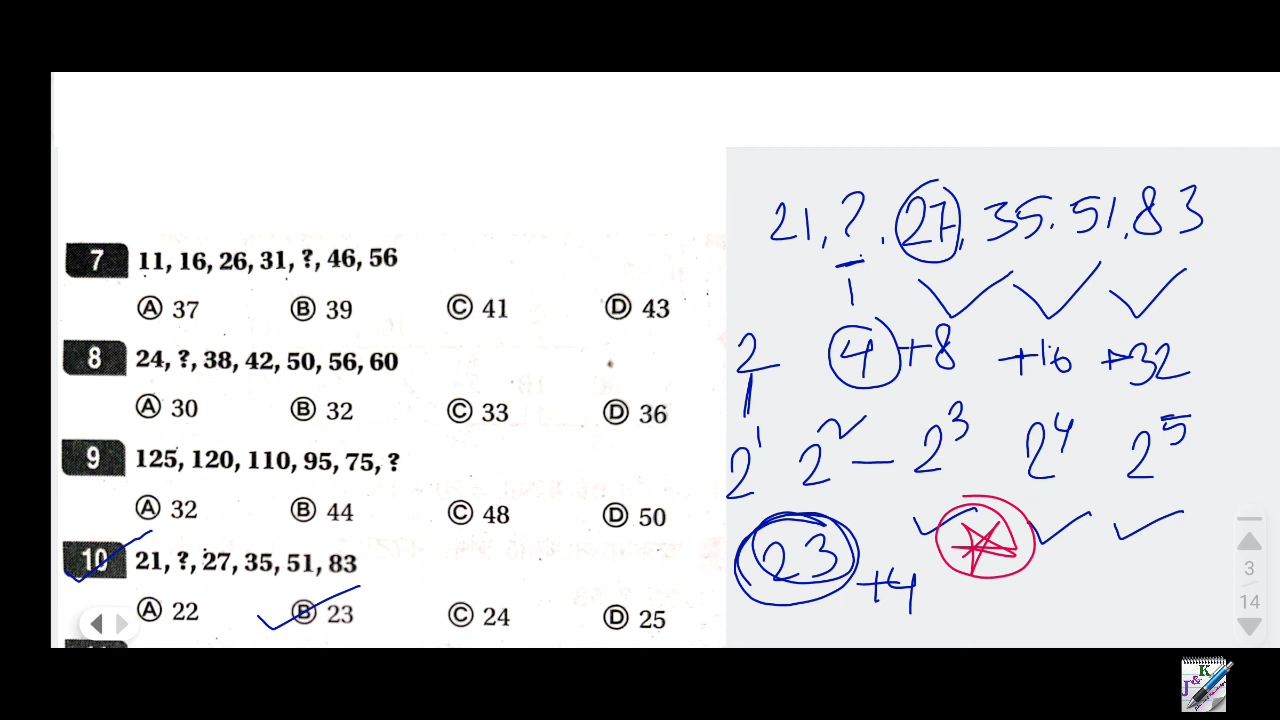 7 11, 16, 26, 31, ?, 46, 56
Ⓐ 37 Ⓑ 39 Ⓒ 41 Ⓓ 43
8 24, ?, 38, 42, 50, 56, 60
Ⓐ 30 Ⓑ 32 Ⓒ 33 Ⓓ 36
9 125, 120, 110, 95, 75, ?
Ⓐ 32 Ⓑ 44 Ⓒ 48 Ⓓ 50
10 21, ?, 27, 35, 51, 83
Ⓐ 22 Ⓑ 23 Ⓒ 24 Ⓓ 25
21, ?, 27, 35, 51, 83
2 4 +8 +16 +32
2¹ 2² - 2³ 2⁴ 2⁵
23 +4
3
14
J&K